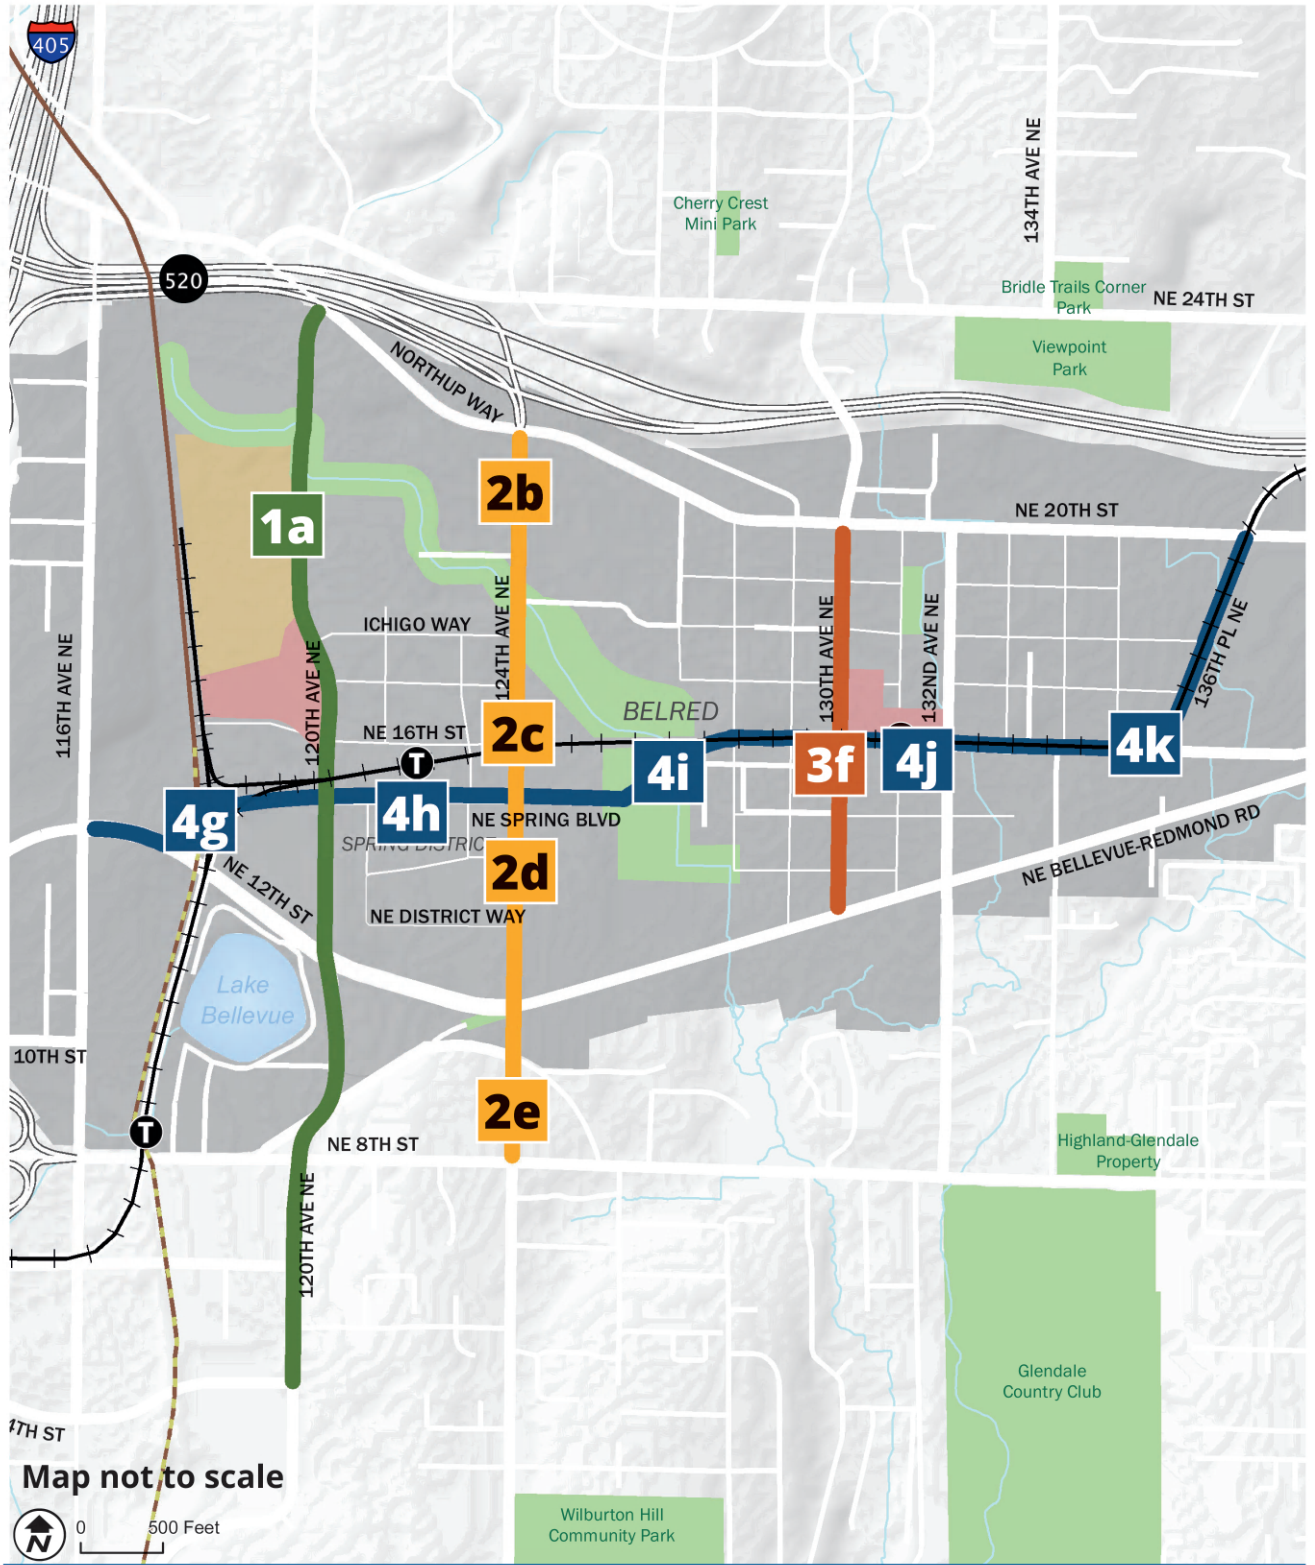 405
134TH AVE NE
Cherry Crest
Mini Park
520
Bridle Trails Corner
Park
NE 24TH ST
Viewpoint
Park
NORTHUP WAY
2b
1a
NE 20TH ST
124TH AVE NE
ICHIGO WAY
116TH AVE NE
120TH AVE NE
130TH AVE NE
132ND AVE NE
136TH PL NE
BELRED
NE 16TH ST
2c
T
4i
3f
4j
4k
4g
4h
NE SPRING BLVD
SPRING DISTRIC
2d
NE 12TH ST
NE DISTRICT WAY
NE BELLEVUE-REDMOND RD
Lake
Bellevue
10TH ST
2e
T
NE 8TH ST
Highland-Glendale
Property
120TH AVE NE
Glendale
Country Club
4TH ST
Map not to scale
Wilburton Hill
Community Park
N
0 500 Feet